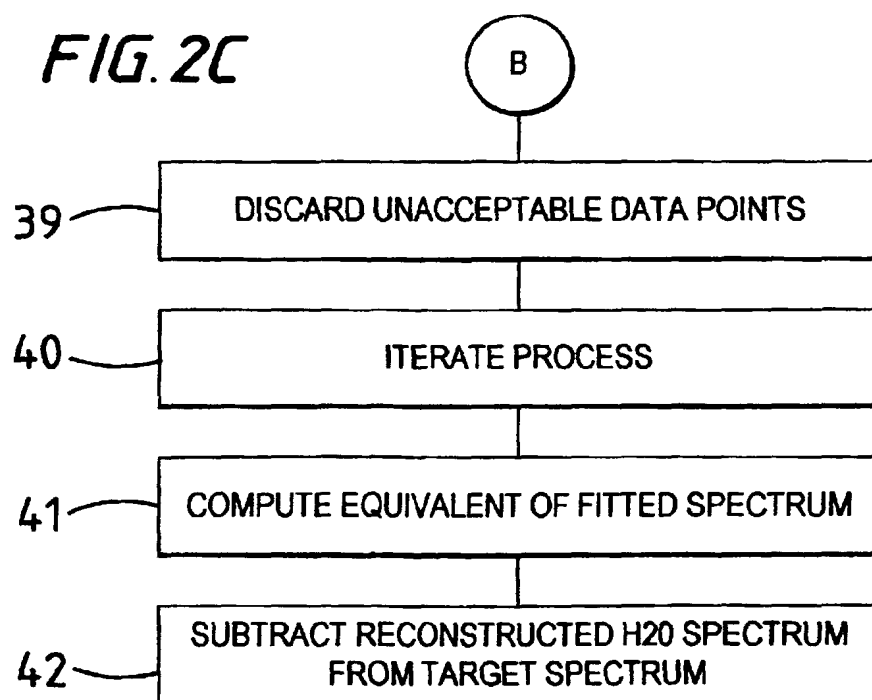 FIG. 2C
B
39
DISCARD UNACCEPTABLE DATA POINTS
40
ITERATE PROCESS
41
COMPUTE EQUIVALENT OF FITTED SPECTRUM
42
SUBTRACT RECONSTRUCTED H20 SPECTRUM
FROM TARGET SPECTRUM